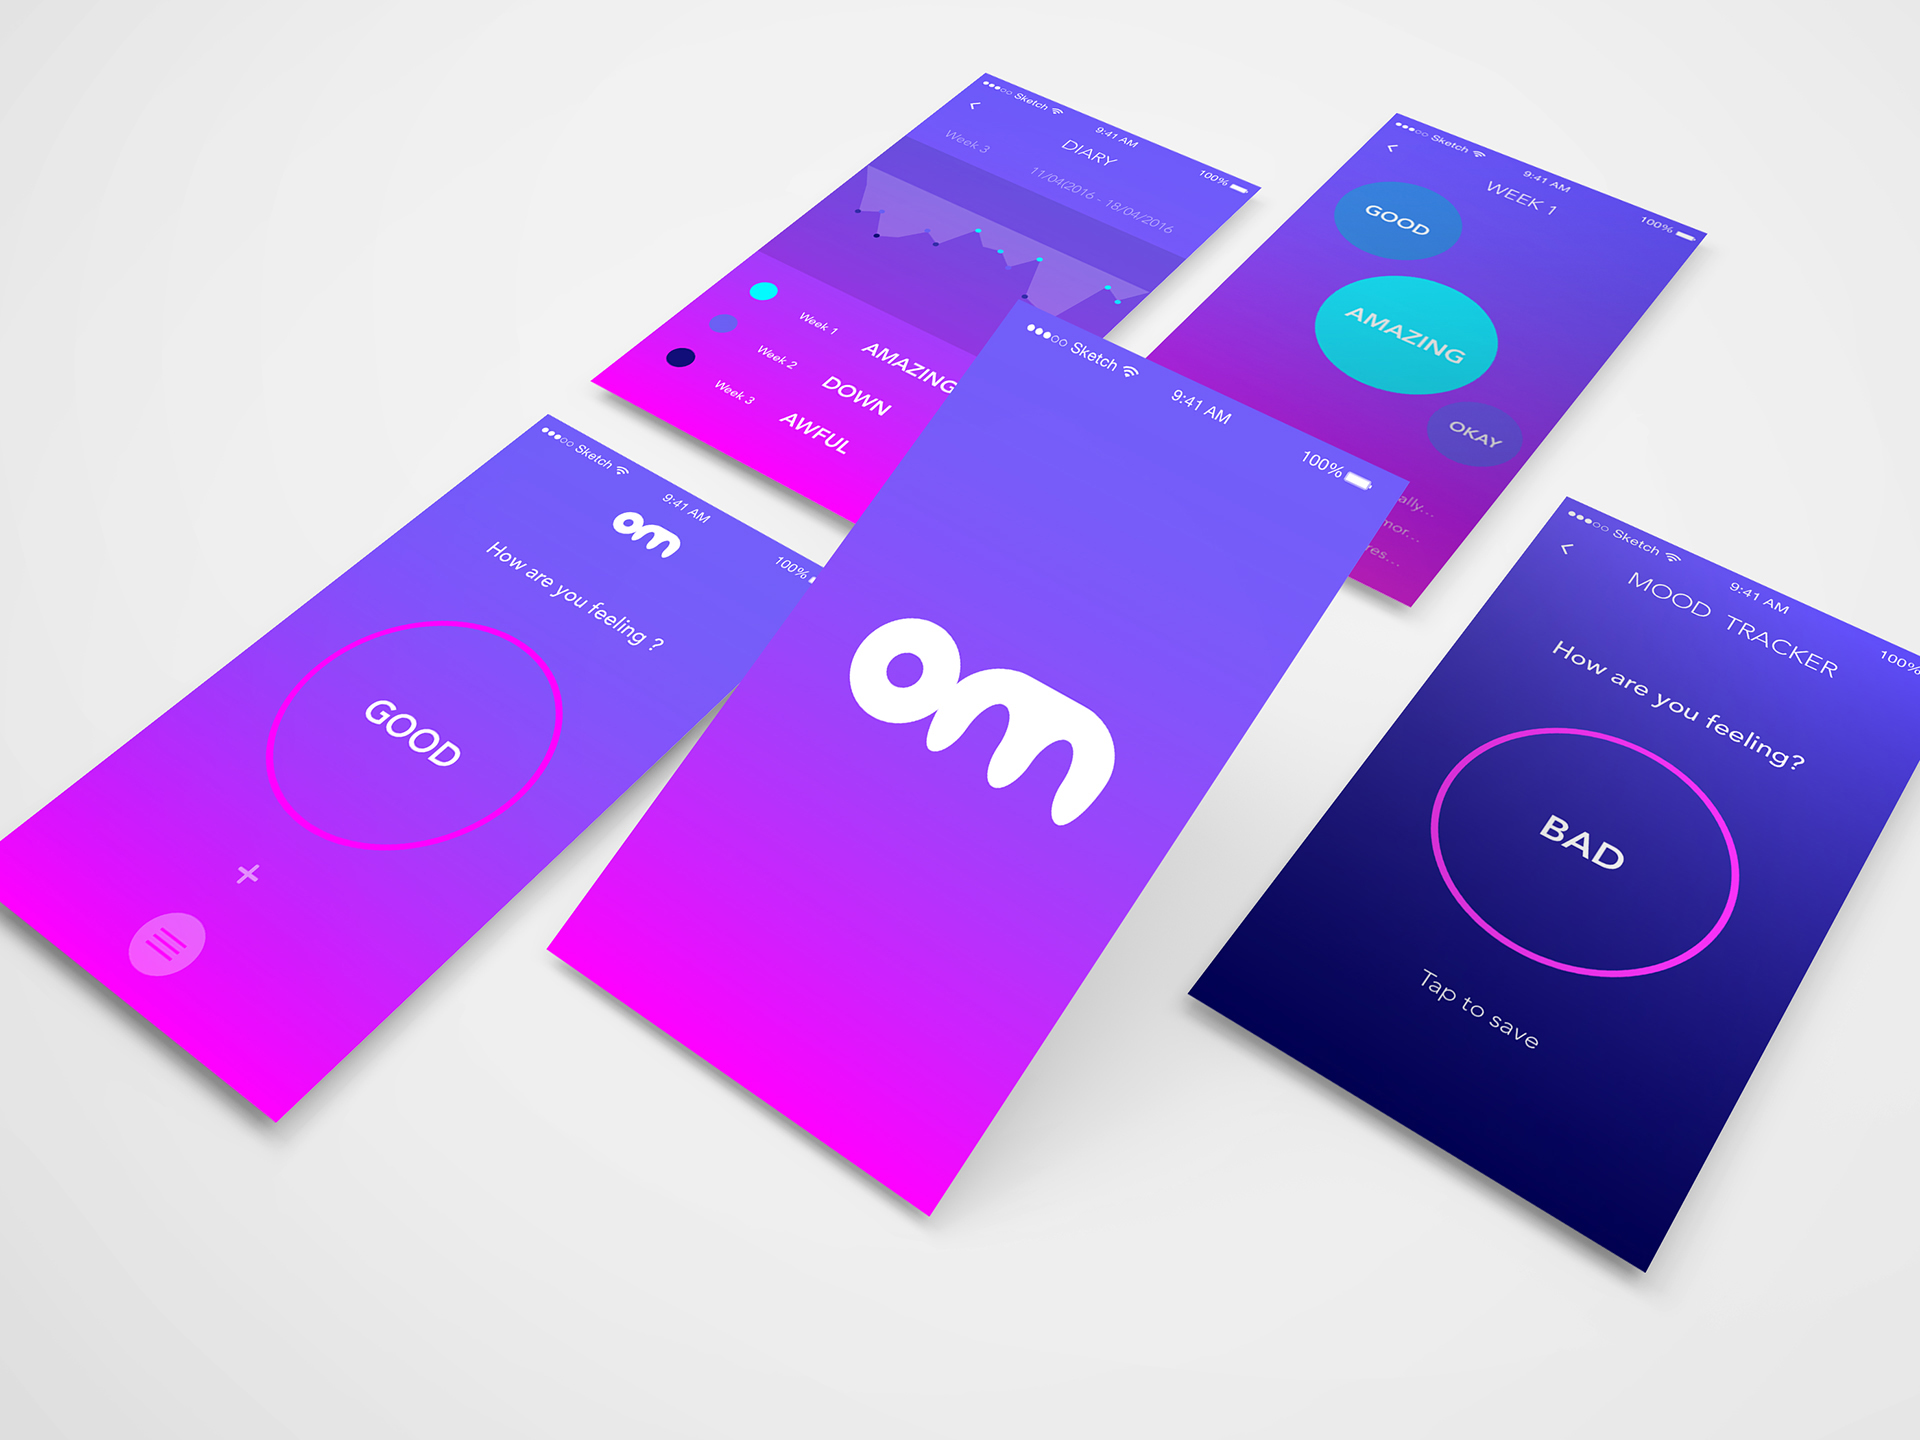 Sketch
9:41 AM
100%
DIARY
Week 3
11/04/2016 - 18/04/2016
Week 1 AMAZING
Week 2 DOWN
Week 3 AWFUL
Sketch
9:41 AM
100%
WEEK 1
GOOD
AMAZING
OKAY
ally...
mor...
res...
Sketch
9:41 AM
100%
om
How are you feeling ?
GOOD
+
Sketch
9:41 AM
100%
om
Sketch
9:41 AM
100%
MOOD TRACKER
How are you feeling?
BAD
Tap to save